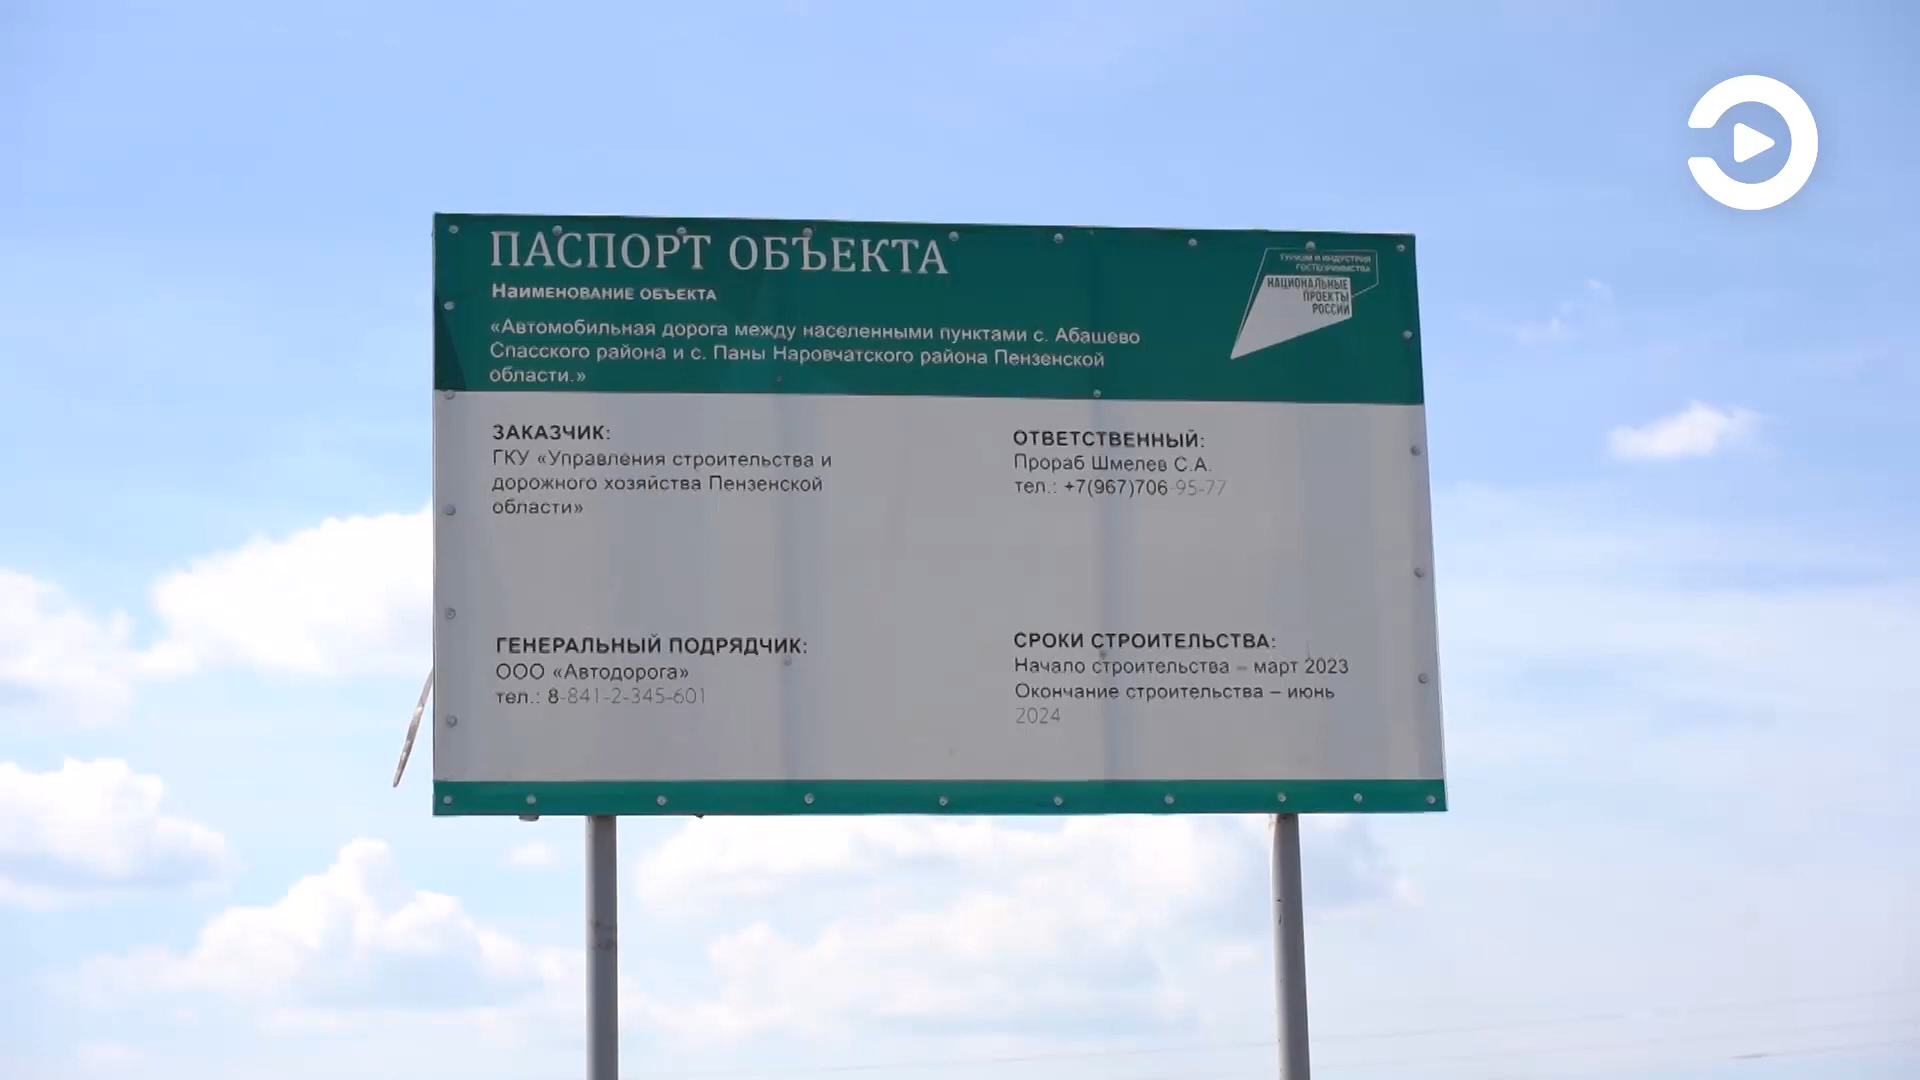 ПАСПОРТ ОБЪЕКТА
НАИМЕНОВАНИЕ ОБЪЕКТА
«Автомобильная дорога между населенными пунктами с. Абашево
Спасского района и с. Паны Наровчатского района Пензенской
области.»
ТУРИЗМ И ИНДУСТРИЯ
ГОСТЕПРИИМСТВА
НАЦИОНАЛЬНЫЕ
ПРОЕКТЫ
РОССИИ
ЗАКАЗЧИК:
ГКУ «Управления строительства и
дорожного хозяйства Пензенской
области»
ОТВЕТСТВЕННЫЙ:
Прораб Шмелев С.А.
тел.: +7(967)706-95-77
ГЕНЕРАЛЬНЫЙ ПОДРЯДЧИК:
ООО «Автодорога»
тел.: 8-841-2-345-601
СРОКИ СТРОИТЕЛЬСТВА:
Начало строительства – март 2023
Окончание строительства – июнь
2024